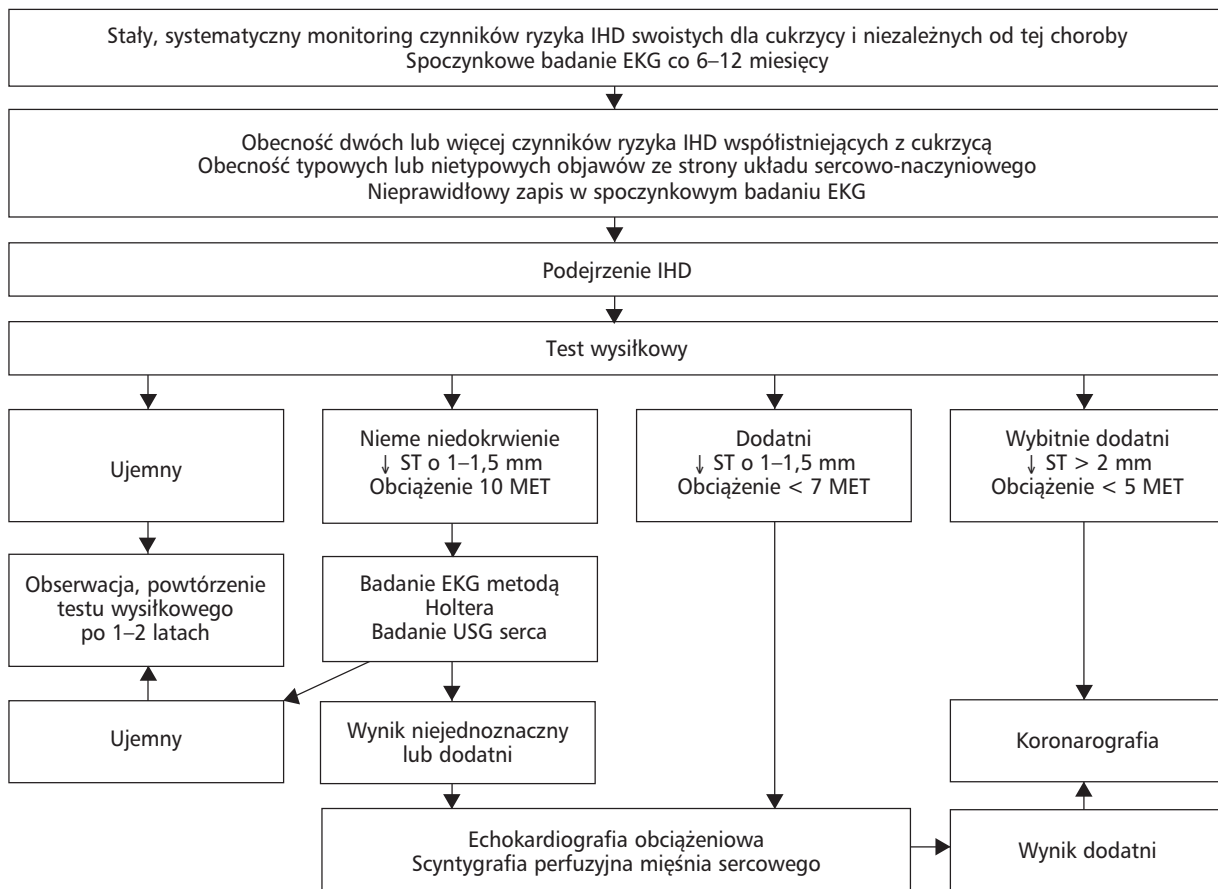 Stały, systematyczny monitoring czynników ryzyka IHD swoistych dla cukrzycy i niezależnych od tej choroby
Spoczynkowe badanie EKG co 6–12 miesięcy
Obecność dwóch lub więcej czynników ryzyka IHD współistniejących z cukrzycą
Obecność typowych lub nietypowych objawów ze strony układu sercowo-naczyniowego
Nieprawidłowy zapis w spoczynkowym badaniu EKG
Podejrzenie IHD
Test wysiłkowy
Ujemny
Nieme niedokrwienie
↓ ST o 1–1,5 mm
Obciążenie 10 MET
Dodatni
↓ ST o 1–1,5 mm
Obciążenie < 7 MET
Wybitnie dodatni
↓ ST > 2 mm
Obciążenie < 5 MET
Obserwacja, powtórzenie
testu wysiłkowego
po 1–2 latach
Badanie EKG metodą
Holtera
Badanie USG serca
Ujemny
Wynik niejednoznaczny
lub dodatni
Koronarografia
Echokardiografia obciążeniowa
Scyntygrafia perfuzyjna mięśnia sercowego
Wynik dodatni